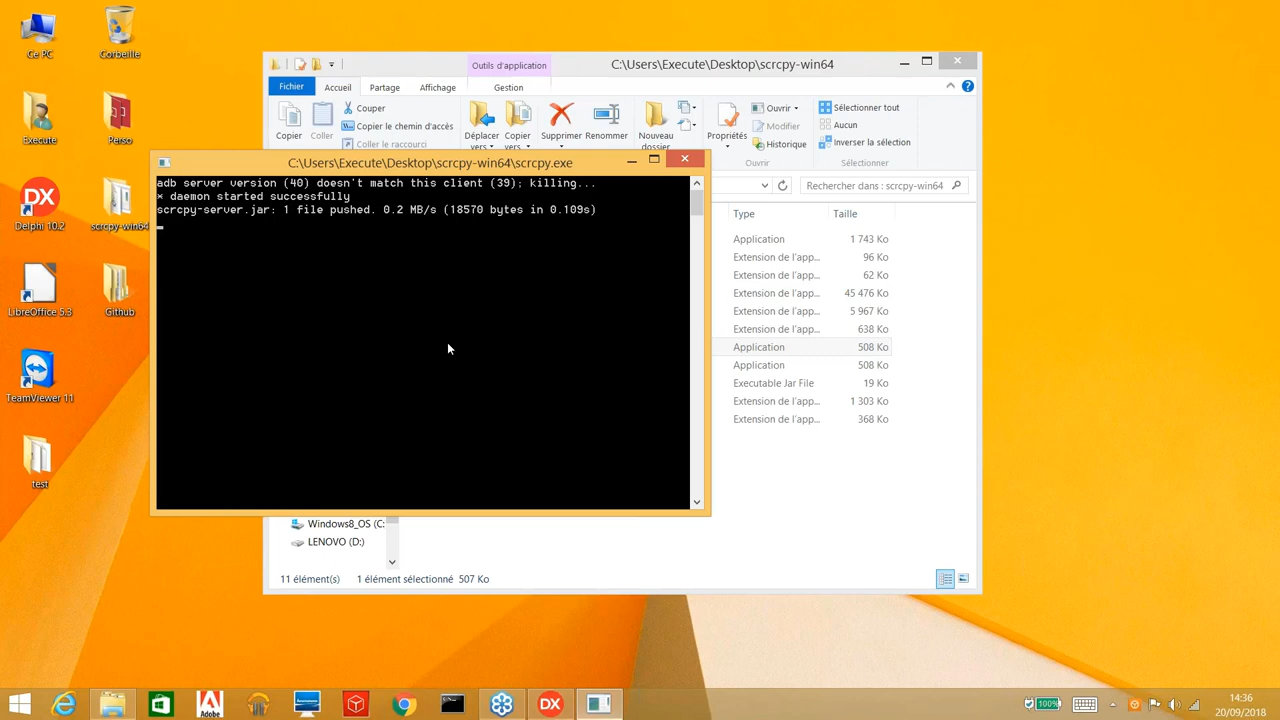 Ce PC
Corbeille
Execute
Perso
DX
Delphi 10.2
scrcpy-win64
LibreOffice 5.3
Github
TeamViewer 11
test
Outils d'application
C:\Users\Execute\Desktop\scrcpy-win64
Fichier
Accueil
Partage
Affichage
Gestion
Copier
Coller
Couper
Copier le chemin d'accès
Coller le raccourci
Déplacer vers
Copier vers
Supprimer
Renommer
Nouveau dossier
Propriétés
Ouvrir
Modifier
Historique
Ouvrir
Sélectionner tout
Aucun
Inverser la sélection
C:\Users\Execute\Desktop\scrcpy-win64\scrcpy.exe
adb server version (40) doesn't match this client (39); killing...
* daemon started successfully
scrcpy-server.jar: 1 file pushed. 0.2 MB/s (18570 bytes in 0.109s)
Rechercher dans : scrcpy-win64
Type Taille
Application 1 743 Ko
Extension de l'app... 96 Ko
Extension de l'app... 62 Ko
Extension de l'app... 45 476 Ko
Extension de l'app... 5 967 Ko
Extension de l'app... 638 Ko
Application 508 Ko
Application 508 Ko
Executable Jar File 19 Ko
Extension de l'app... 1 303 Ko
Extension de l'app... 368 Ko
Windows8_OS (C:
LENOVO (D:)
11 élément(s) 1 élément sélectionné 507 Ko
Adobe
DX
100%
14:36
20/09/2018